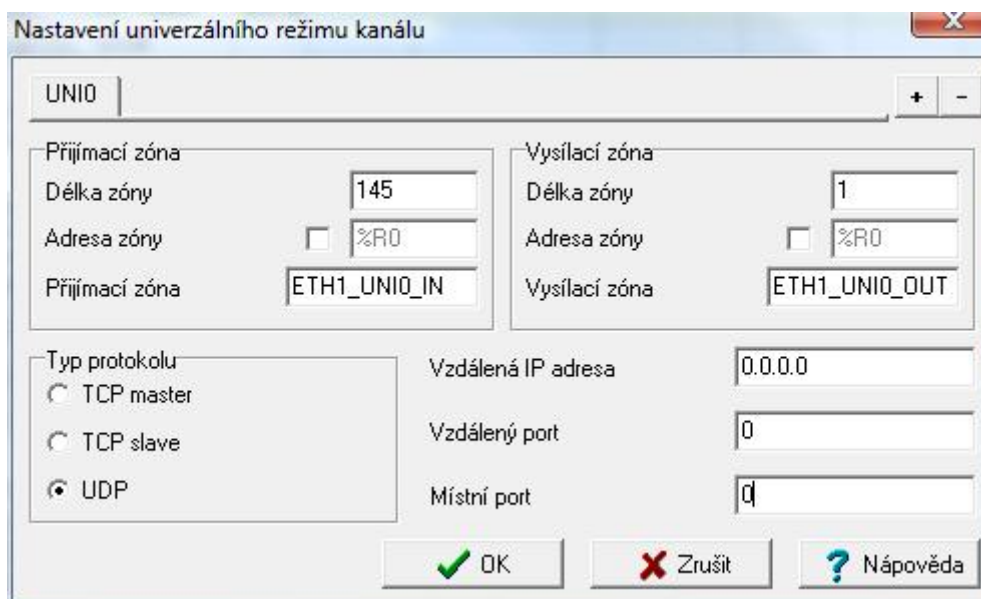 Nastavení univerzálního režimu kanálu
UNI0
+ -
Přijímací zóna
Délka zóny 145
Adresa zóny %R0
Přijímací zóna ETH1_UNI0_IN
Vysílací zóna
Délka zóny 1
Adresa zóny %R0
Vysílací zóna ETH1_UNI0_OUT
Typ protokolu
TCP master
TCP slave
UDP
Vzdálená IP adresa 0.0.0.0
Vzdálený port 0
Místní port 0
OK Zrušit Nápověda